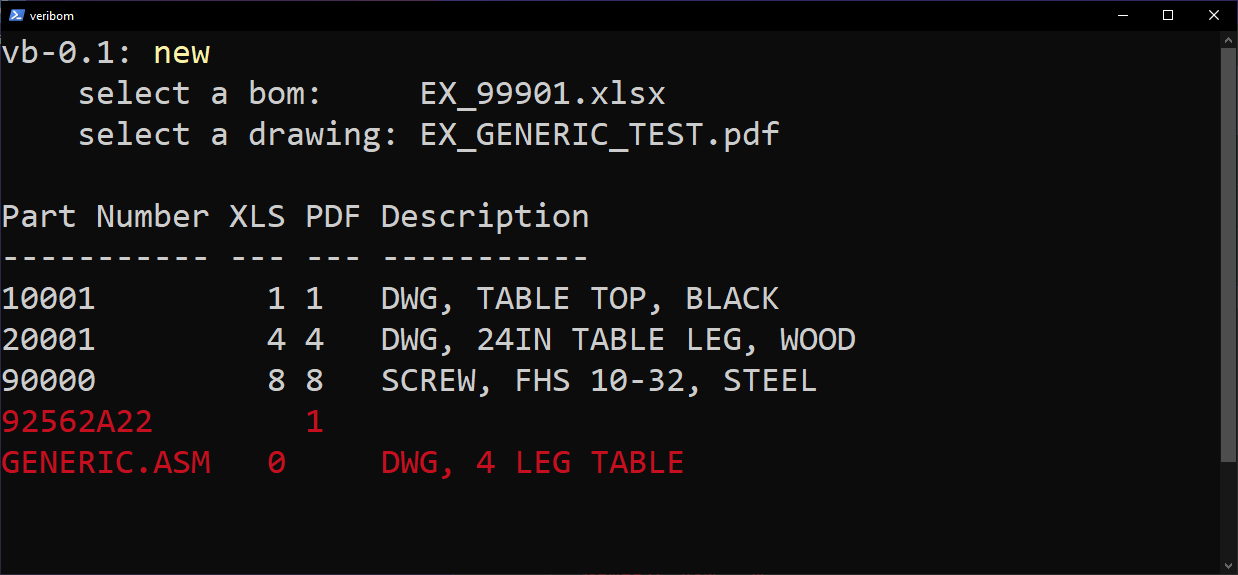 veribom
vb-0.1: new
select a bom: EX_99901.xlsx
select a drawing: EX_GENERIC_TEST.pdf
Part Number XLS PDF Description
----------- --- --- -----------
10001 1 1 DWG, TABLE TOP, BLACK
20001 4 4 DWG, 24IN TABLE LEG, WOOD
90000 8 8 SCREW, FHS 10-32, STEEL
92562A22 1
GENERIC.ASM 0 DWG, 4 LEG TABLE